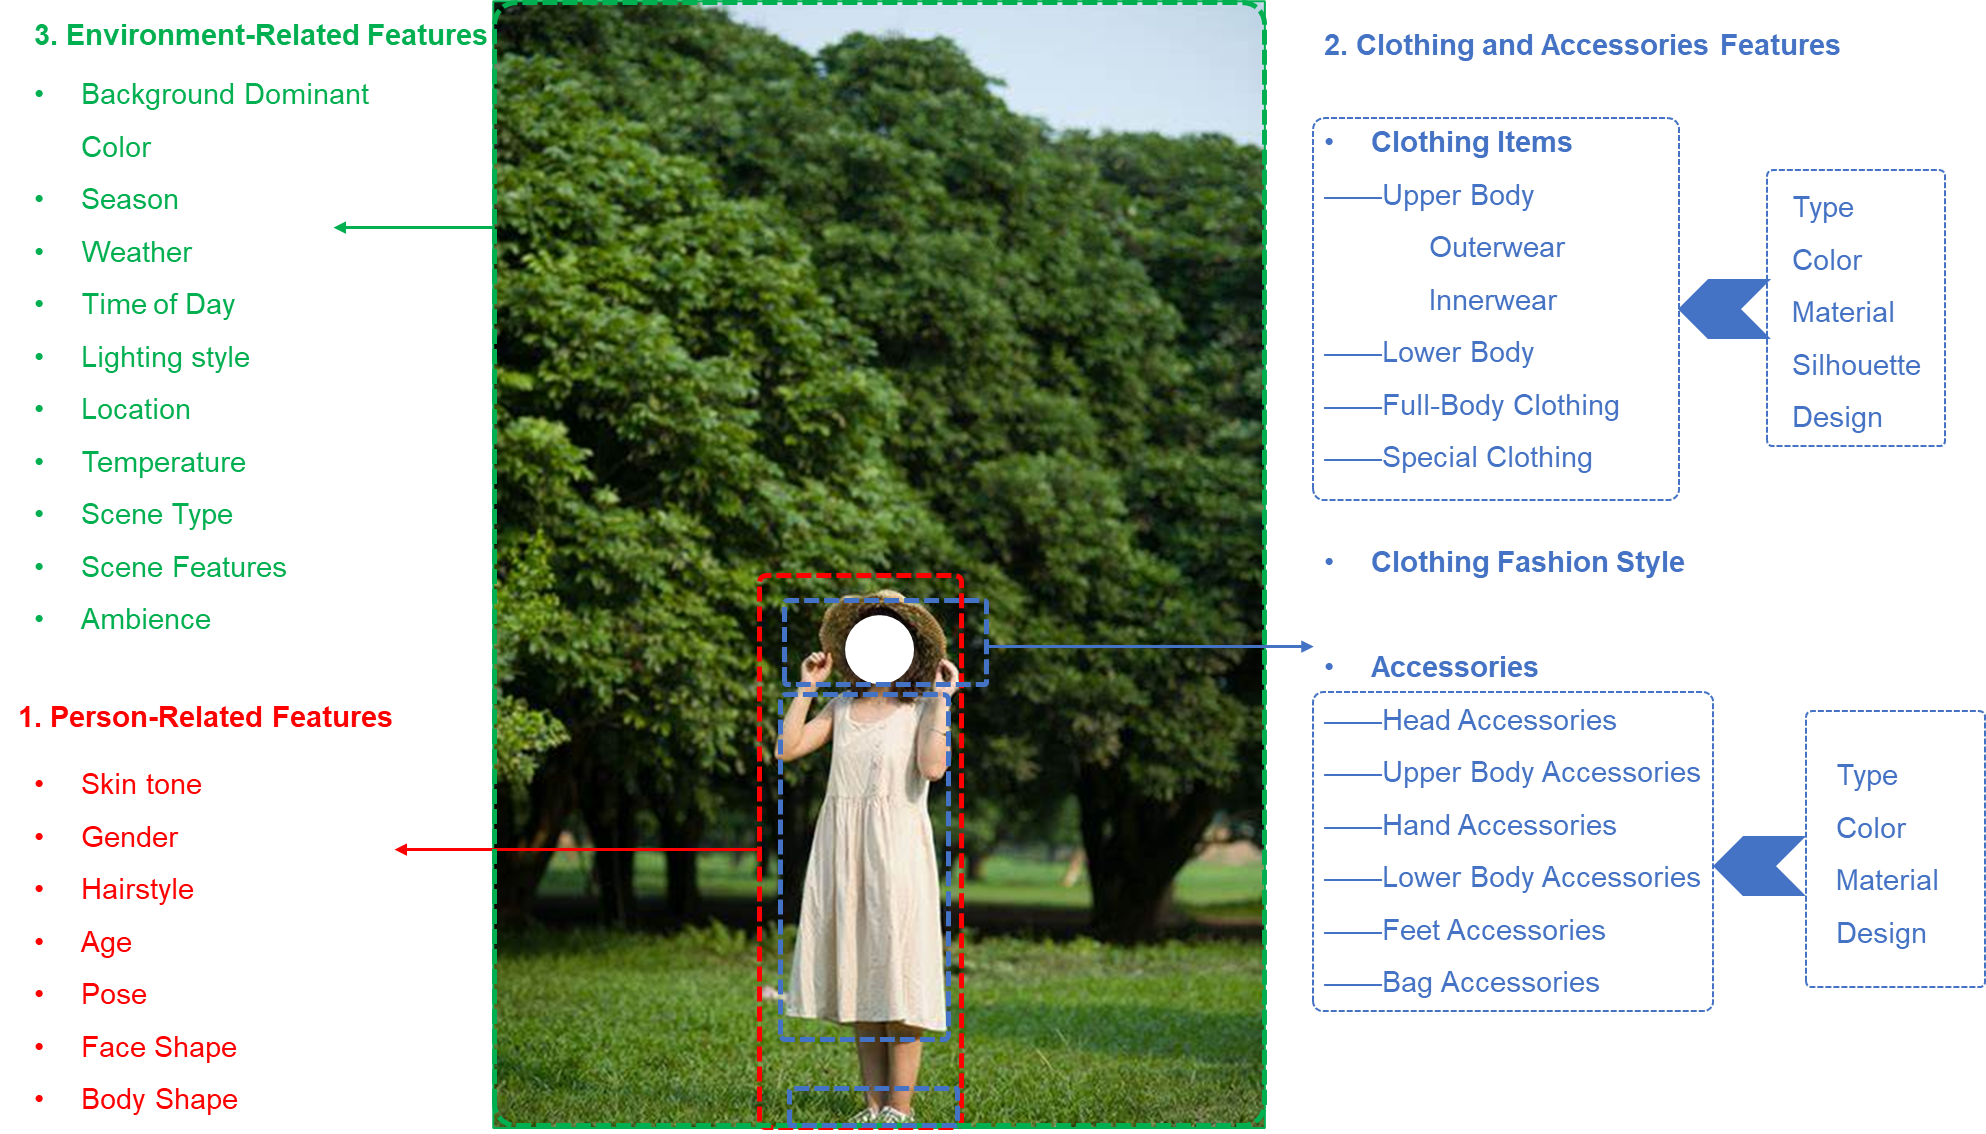 3. Environment-Related Features
• Background Dominant
Color
• Season
• Weather
• Time of Day
• Lighting style
• Location
• Temperature
• Scene Type
• Scene Features
• Ambience
1. Person-Related Features
• Skin tone
• Gender
• Hairstyle
• Age
• Pose
• Face Shape
• Body Shape
2. Clothing and Accessories Features
• Clothing Items
——Upper Body
Outerwear
Innerwear
——Lower Body
——Full-Body Clothing
——Special Clothing
Type
Color
Material
Silhouette
Design
• Clothing Fashion Style
• Accessories
——Head Accessories
——Upper Body Accessories
——Hand Accessories
——Lower Body Accessories
——Feet Accessories
——Bag Accessories
Type
Color
Material
Design